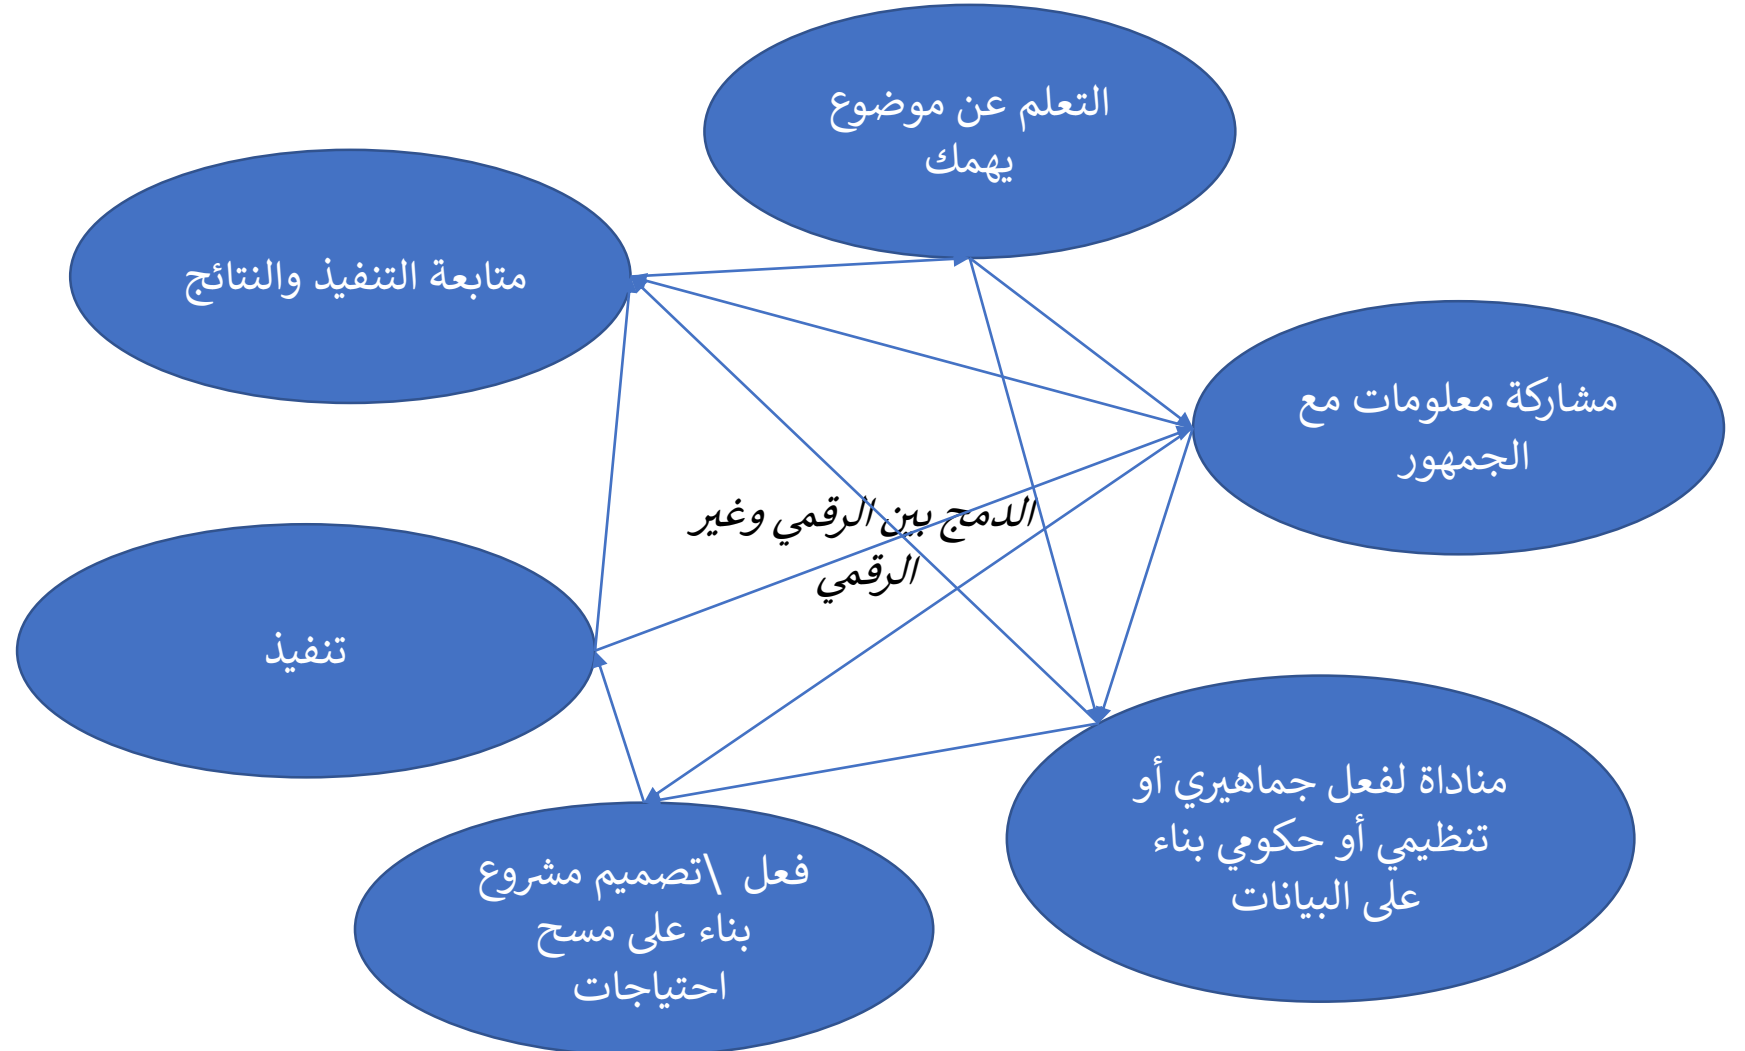 التعلم عن موضوع
يهمك
مشاركة معلومات مع
الجمهور
مناداة لفعل جماهيري أو
تنظيمي أو حكومي بناء
على البيانات
فعل \تصميم مشروع
بناء على مسح
احتياجات
تنفيذ
متابعة التنفيذ والنتائج
الدمج بين الرقمي وغير
الرقمي